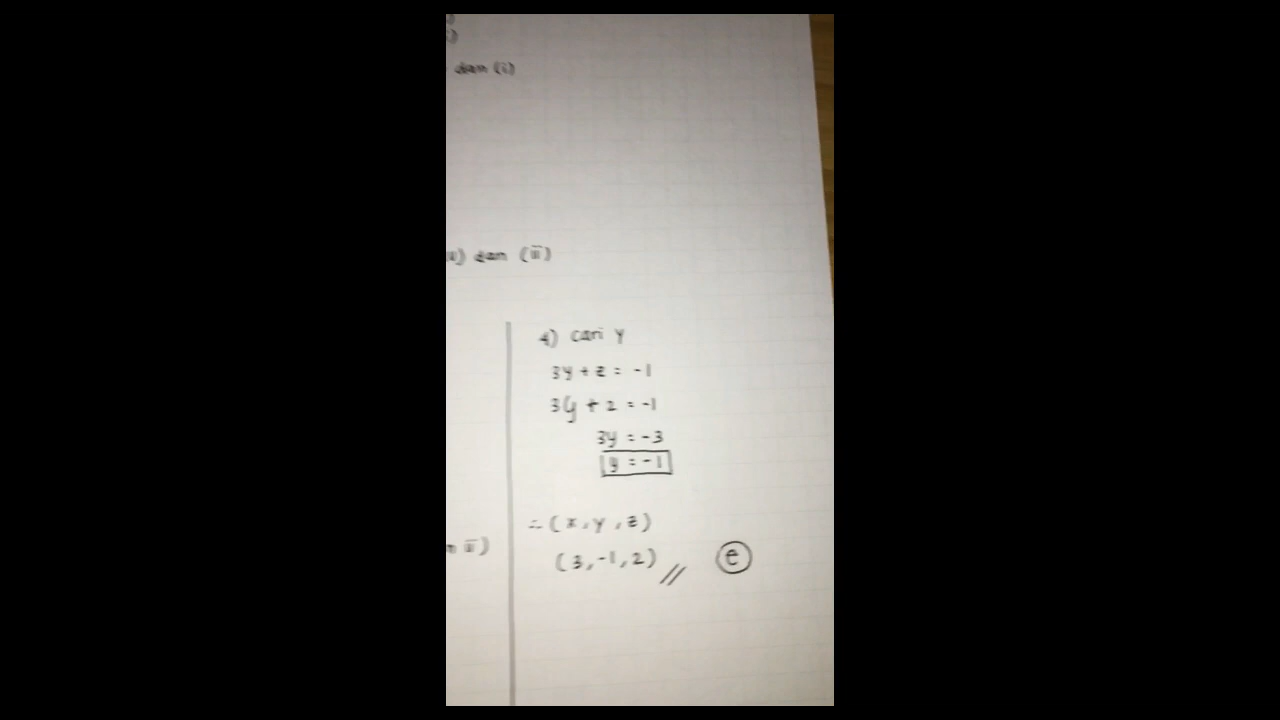 dan (i)
dan (ii)
4) cari y
3y + z = -1
3y + 2 = -1
3y = -3
y = -1
∴ (x, y, z)
(3, -1, 2) // e